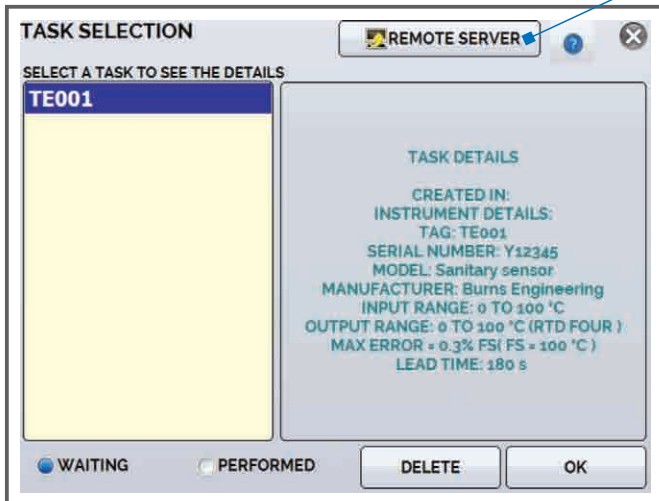 TASK SELECTION
REMOTE SERVER
?
SELECT A TASK TO SEE THE DETAILS
TE001
TASK DETAILS
CREATED IN:
INSTRUMENT DETAILS:
TAG: TE001
SERIAL NUMBER: Y12345
MODEL: Sanitary sensor
MANUFACTURER: Burns Engineering
INPUT RANGE: 0 TO 100 °C
OUTPUT RANGE: 0 TO 100 °C (RTD FOUR )
MAX ERROR = 0.3% FS( FS = 100 °C )
LEAD TIME: 180 s
WAITING
PERFORMED
DELETE
OK